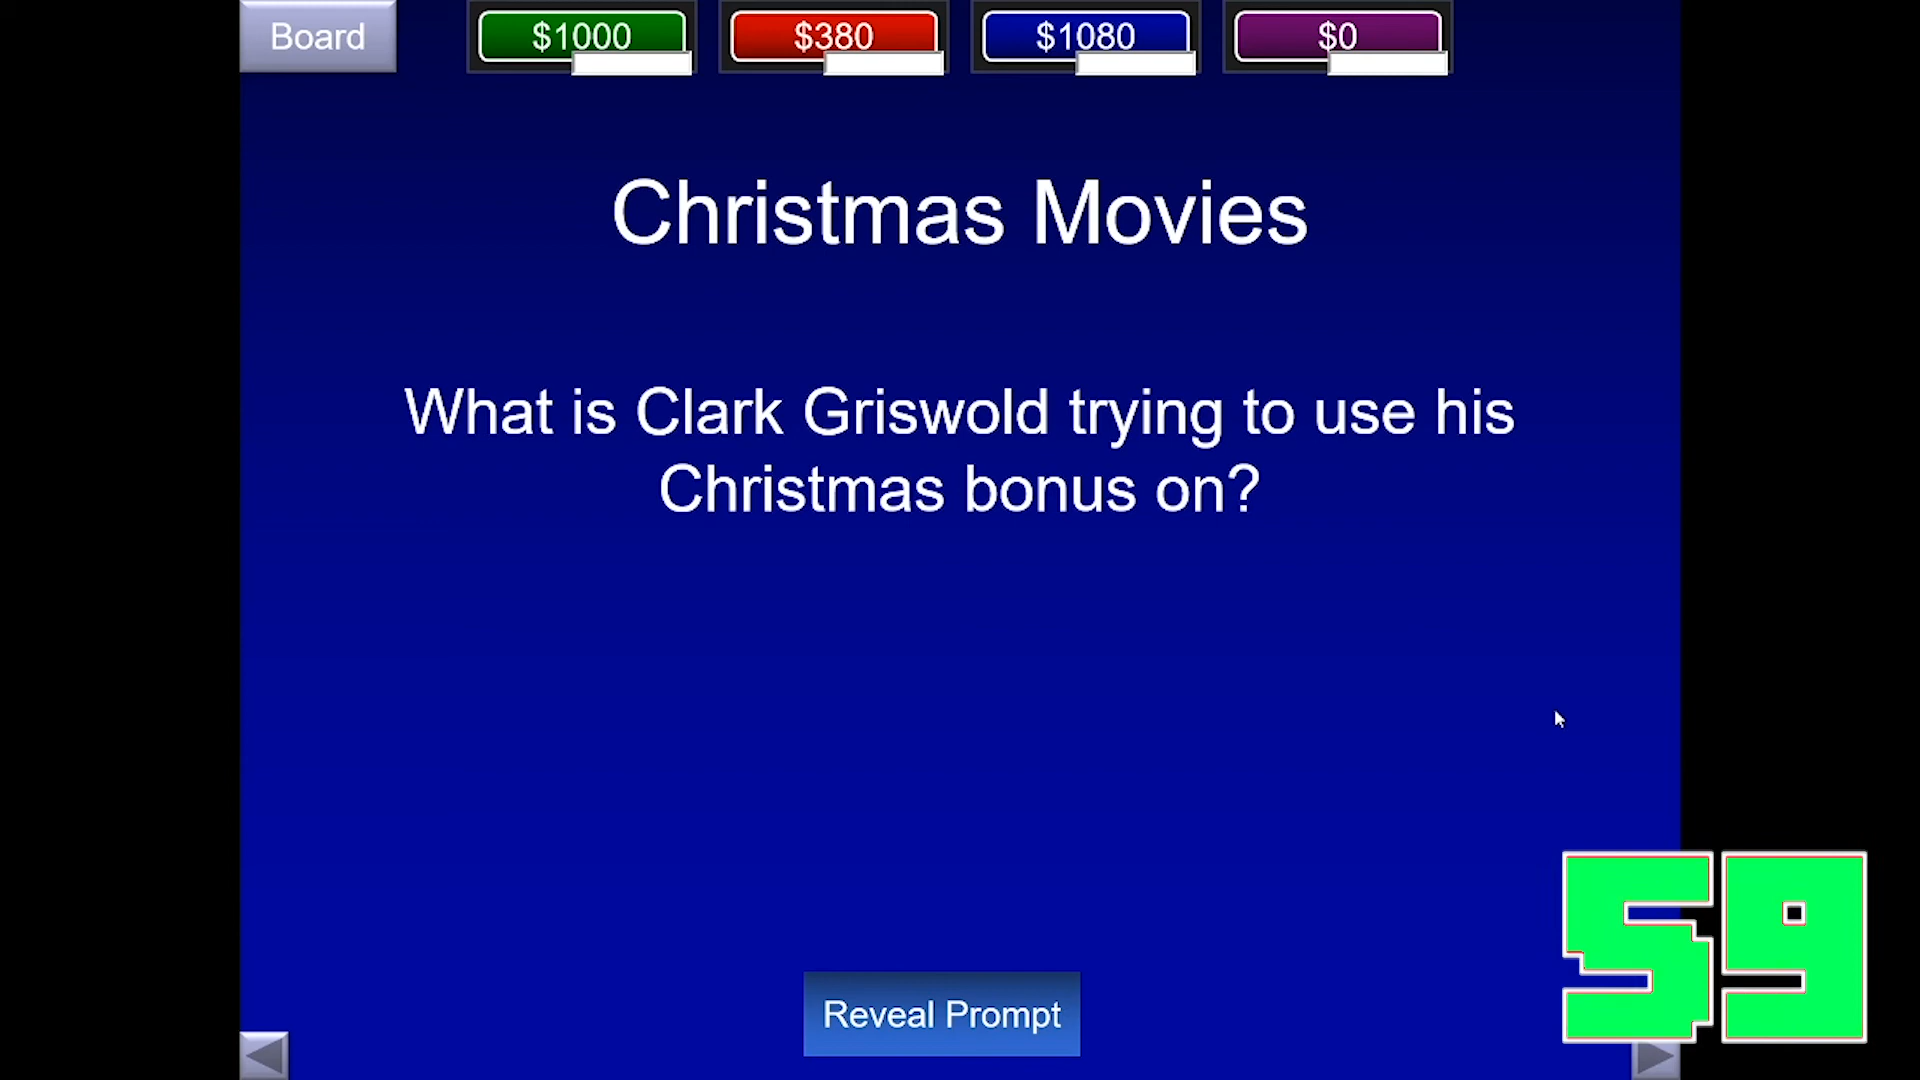 Board
$1000
$380
$1080
$0
Christmas Movies
What is Clark Griswold trying to use his
Christmas bonus on?
59
Reveal Prompt